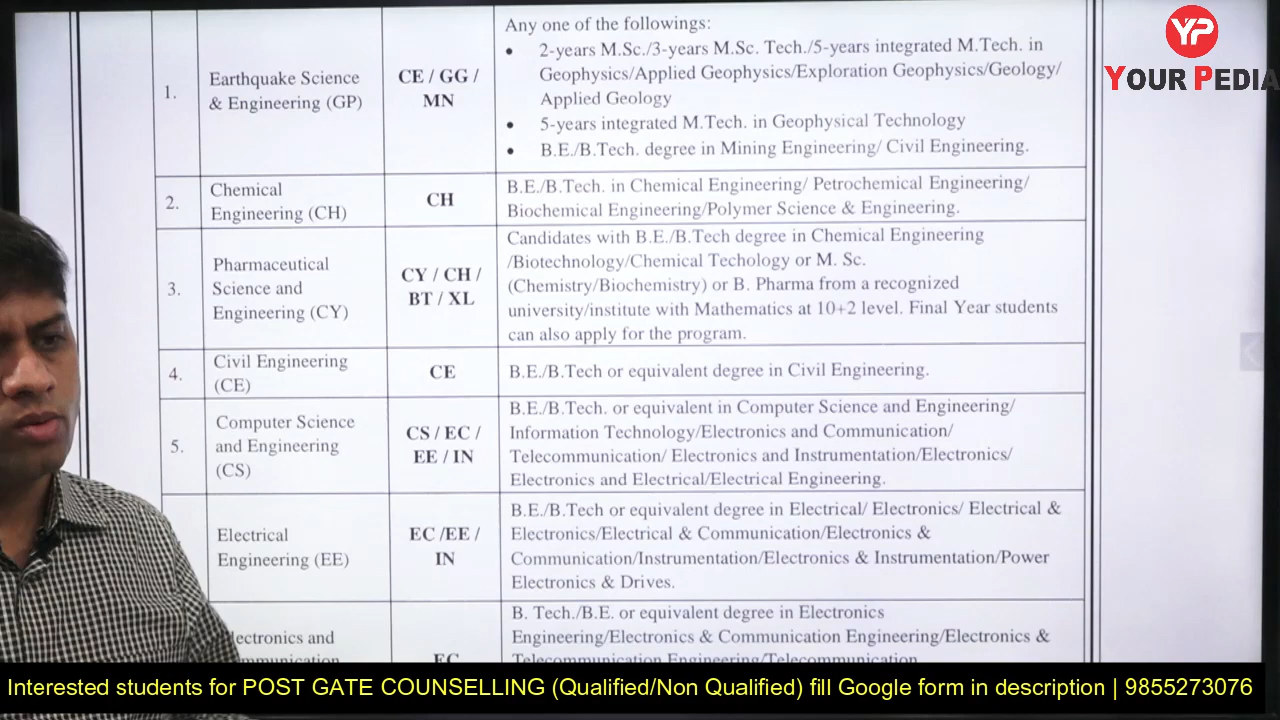 YP
YOUR PEDIA
Any one of the followings:
1.
Earthquake Science
& Engineering (GP)
CE / GG /
MN
• 2-years M.Sc./3-years M.Sc. Tech./5-years integrated M.Tech. in
Geophysics/Applied Geophysics/Exploration Geophysics/Geology/
Applied Geology
• 5-years integrated M.Tech. in Geophysical Technology
• B.E./B.Tech. degree in Mining Engineering/ Civil Engineering.
2.
Chemical
Engineering (CH)
CH
B.E./B.Tech. in Chemical Engineering/ Petrochemical Engineering/
Biochemical Engineering/Polymer Science & Engineering.
3.
Pharmaceutical
Science and
Engineering (CY)
CY / CH /
BT / XL
Candidates with B.E./B.Tech degree in Chemical Engineering
/Biotechnology/Chemical Techology or M. Sc.
(Chemistry/Biochemistry) or B. Pharma from a recognized
university/institute with Mathematics at 10+2 level. Final Year students
can also apply for the program.
4.
Civil Engineering
(CE)
CE
B.E./B.Tech or equivalent degree in Civil Engineering.
5.
Computer Science
and Engineering
(CS)
CS / EC /
EE / IN
B.E./B.Tech. or equivalent in Computer Science and Engineering/
Information Technology/Electronics and Communication/
Telecommunication/ Electronics and Instrumentation/Electronics/
Electronics and Electrical/Electrical Engineering.
Electrical
Engineering (EE)
EC /EE /
IN
B.E./B.Tech or equivalent degree in Electrical/ Electronics/ Electrical &
Electronics/Electrical & Communication/Electronics &
Communication/Instrumentation/Electronics & Instrumentation/Power
Electronics & Drives.
lectronics and
EC
B. Tech./B.E. or equivalent degree in Electronics
Engineering/Electronics & Communication Engineering/Electronics &
Telecommunication Engineering/Telecommunication
Interested students for POST GATE COUNSELLING (Qualified/Non Qualified) fill Google form in description | 9855273076